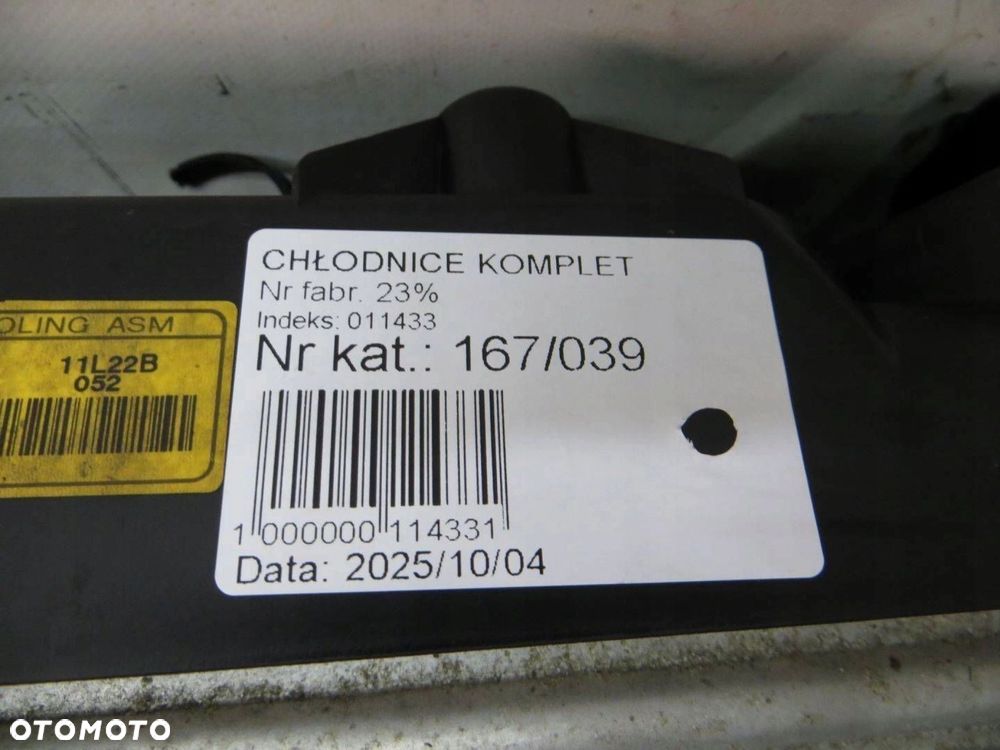 CHŁODNICE KOMPLET
Nr fabr. 23%
Indeks: 011433
Nr kat.: 167/039
1 000000 114331
Data: 2025/10/04
OLING ASM
11L22B
052
OTOMOTO